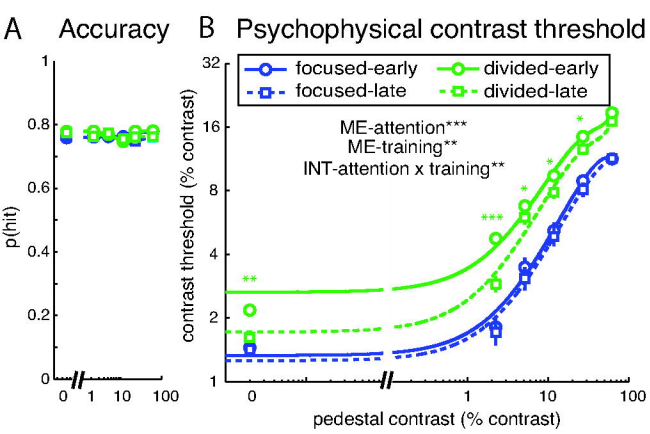 A Accuracy
B Psychophysical contrast threshold
focused-early
divided-early
focused-late
divided-late
ME-attention***
ME-training**
INT-attention x training**
**
***
*
*
*
p(hit)
1
0.8
0.6
0.4
0.2
0
0 1 10 100
contrast threshold (% contrast)
32
16
8
4
2
1
0 1 10 100
pedestal contrast (% contrast)